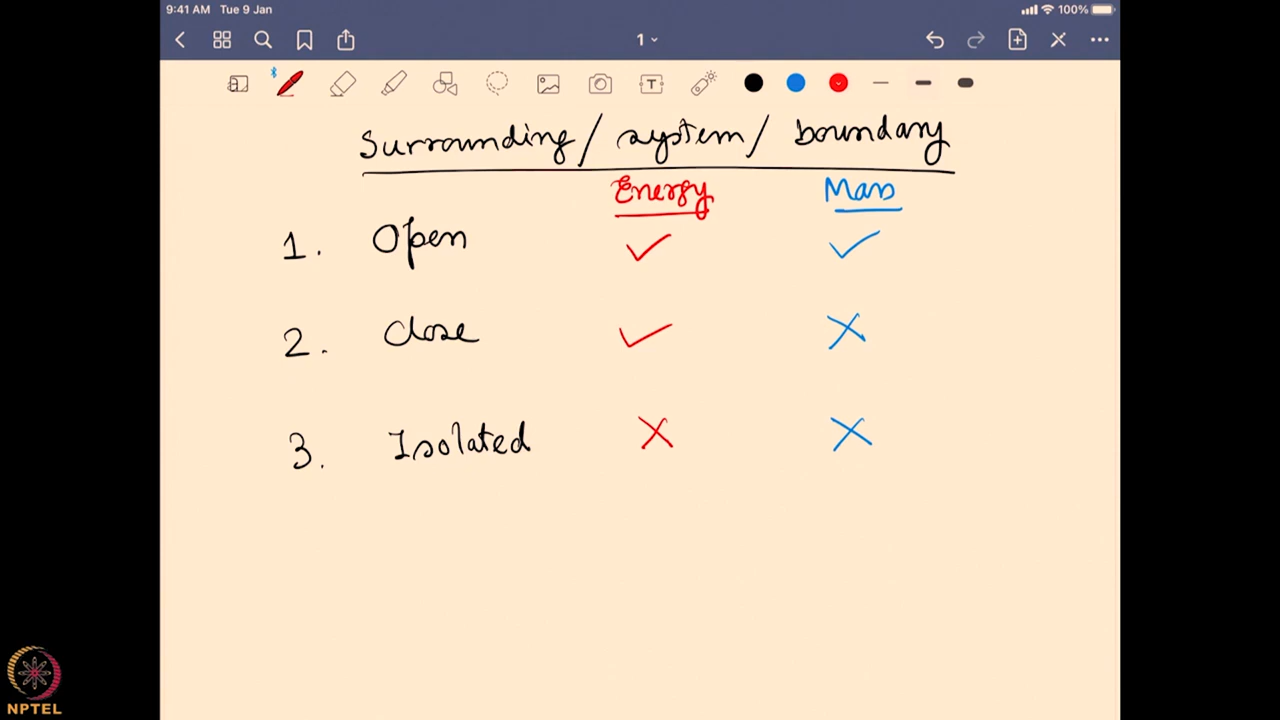 9:41 AM Tue 9 Jan 100%
1
T
Surrounding / system / boundary
Energy Mass
1. Open ✓ ✓
2. Close ✓ ✗
3. Isolated ✗ ✗
NPTEL